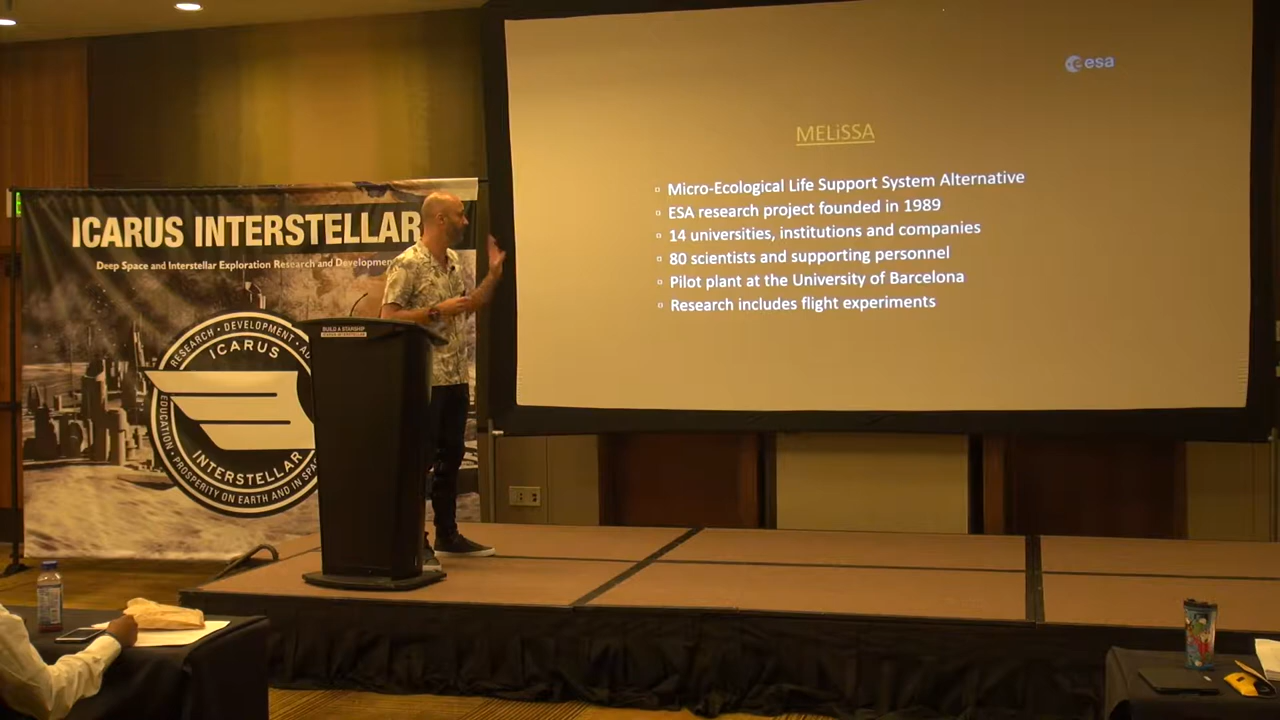 esa
MELiSSA
▫ Micro-Ecological Life Support System Alternative
▫ ESA research project founded in 1989
▫ 14 universities, institutions and companies
▫ 80 scientists and supporting personnel
▫ Pilot plant at the University of Barcelona
▫ Research includes flight experiments
ICARUS INTERSTELLAR
Deep Space and Interstellar Exploration Research and Developmen
RESEARCH • DEVELOPMENT •
ICARUS
INTERSTELLAR
EDUCATION • PROSPERITY ON EARTH AND IN SPA
BUILD A STARSHIP